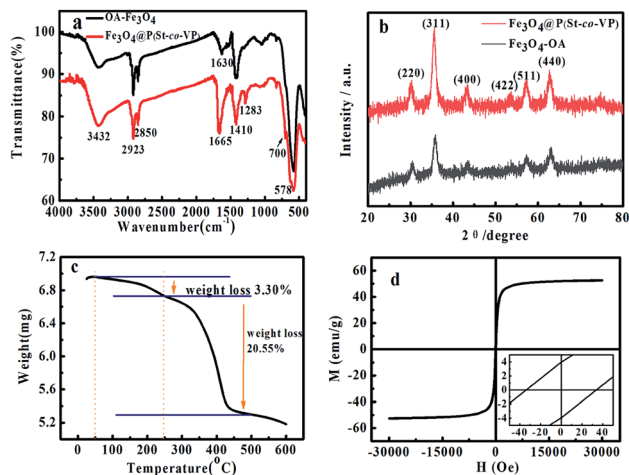 a
OA-Fe3O4
Fe3O4@P(St-co-VP)
Transmittance(%)
100
90
80
70
60
1630
3432
2923
2850
1665
1410
1283
700
578
4000 3500 3000 2500 2000 1500 1000 500
Wavenumber(cm-1)
b
Fe3O4@P(St-co-VP)
Fe3O4-OA
Intensity / a.u.
(220)
(311)
(400)
(422)
(511)
(440)
20 30 40 50 60 70 80
2 θ /degree
c
Weight(mg)
7.2
6.8
6.4
6.0
5.6
5.2
weight loss 3.30%
weight loss
20.55%
0 100 200 300 400 500 600
Temperature(°C)
d
M (emu/g)
60
40
20
0
-20
-40
-60
4
2
0
-2
-4
-40 0 40
-30000 -15000 0 15000 30000
H (Oe)